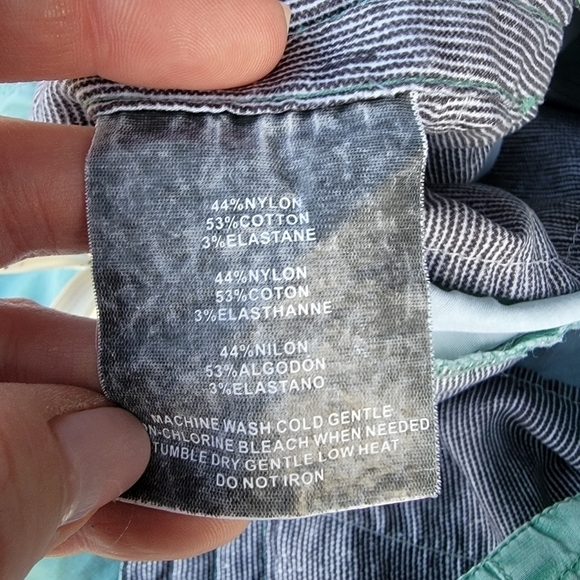 44%NYLON
53%COTTON
3%ELASTANE
44%NYLON
53%COTON
3%ELASTHANNE
44%NILON
53%ALGODÓN
3%ELASTANO
MACHINE WASH COLD GENTLE
-CHLORINE BLEACH WHEN NEEDED
TUMBLE DRY GENTLE LOW HEAT
DO NOT IRON